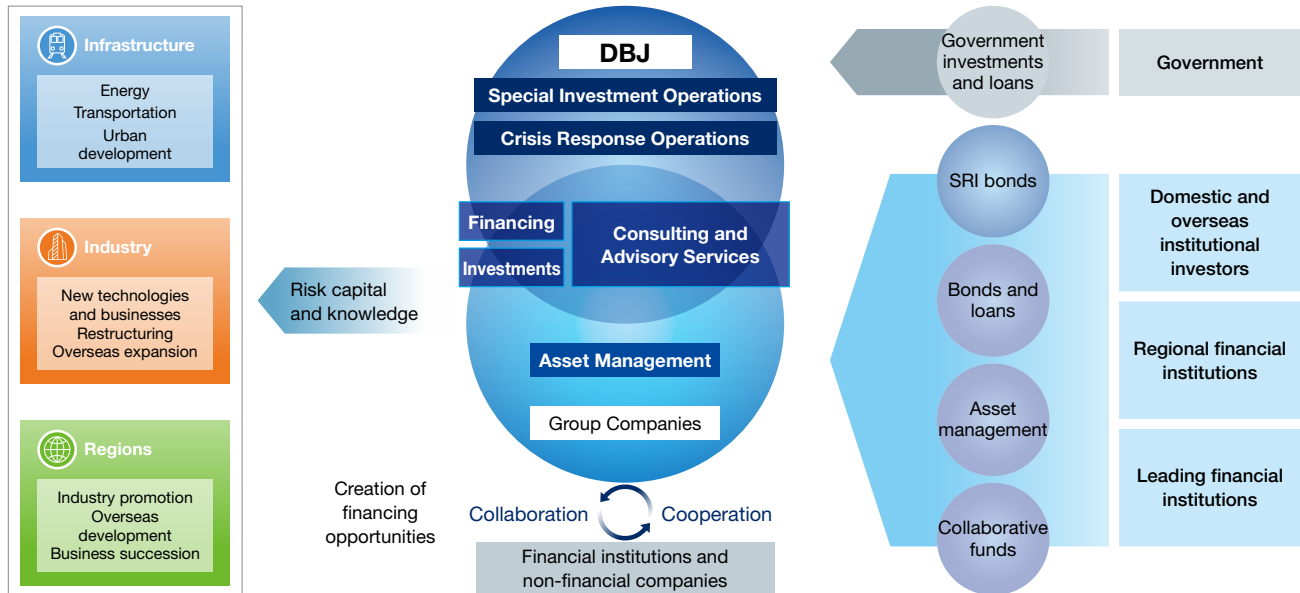 Infrastructure
Energy
Transportation
Urban
development
Industry
New technologies
and businesses
Restructuring
Overseas expansion
Regions
Industry promotion
Overseas
development
Business succession
Risk capital
and knowledge
Creation of
financing
opportunities
DBJ
Special Investment Operations
Crisis Response Operations
Financing
Investments
Consulting and
Advisory Services
Asset Management
Group Companies
Collaboration
Cooperation
Financial institutions and
non-financial companies
Government
investments
and loans
SRI bonds
Bonds and
loans
Asset
management
Collaborative
funds
Government
Domestic and
overseas
institutional
investors
Regional financial
institutions
Leading financial
institutions